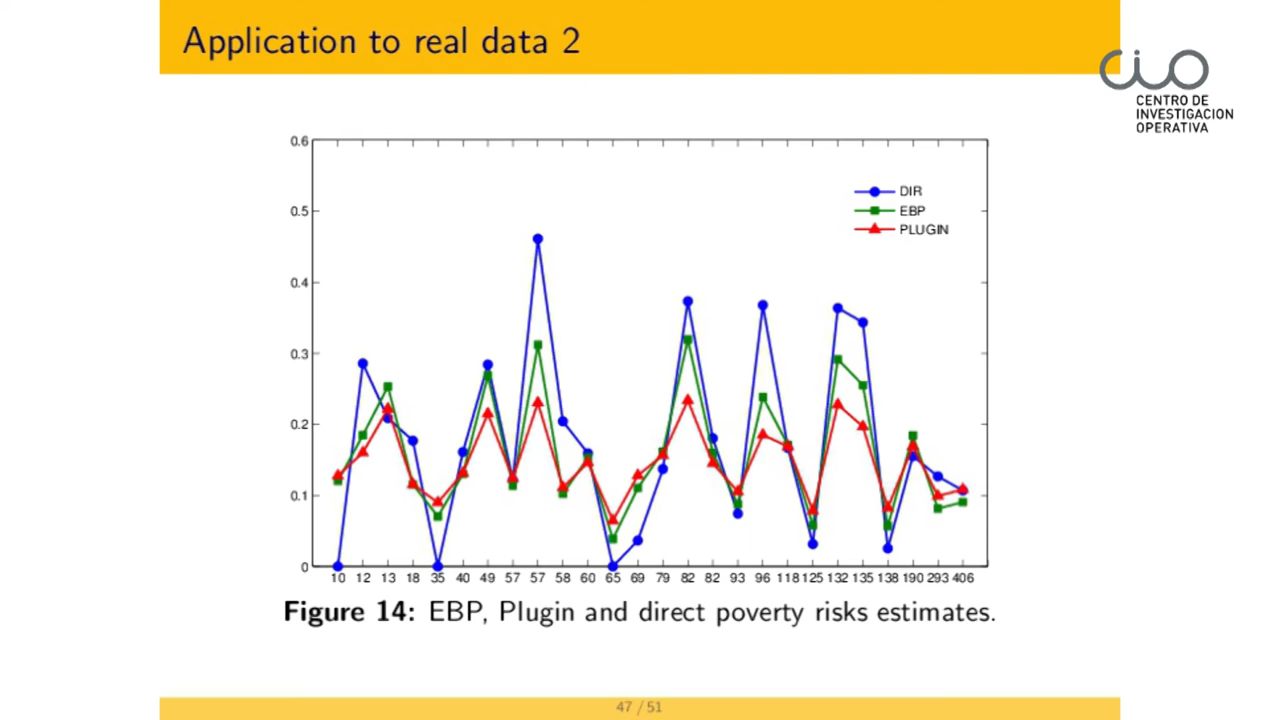 Application to real data 2
CENTRO DE
INVESTIGACION
OPERATIVA
0.6
0.5
0.4
0.3
0.2
0.1
0
DIR
EBP
PLUGIN
10 12 13 18 35 40 49 57 57 58 60 65 69 79 82 82 93 96 118 125 132 135 138 190 293 406
Figure 14: EBP, Plugin and direct poverty risks estimates.
47 / 51